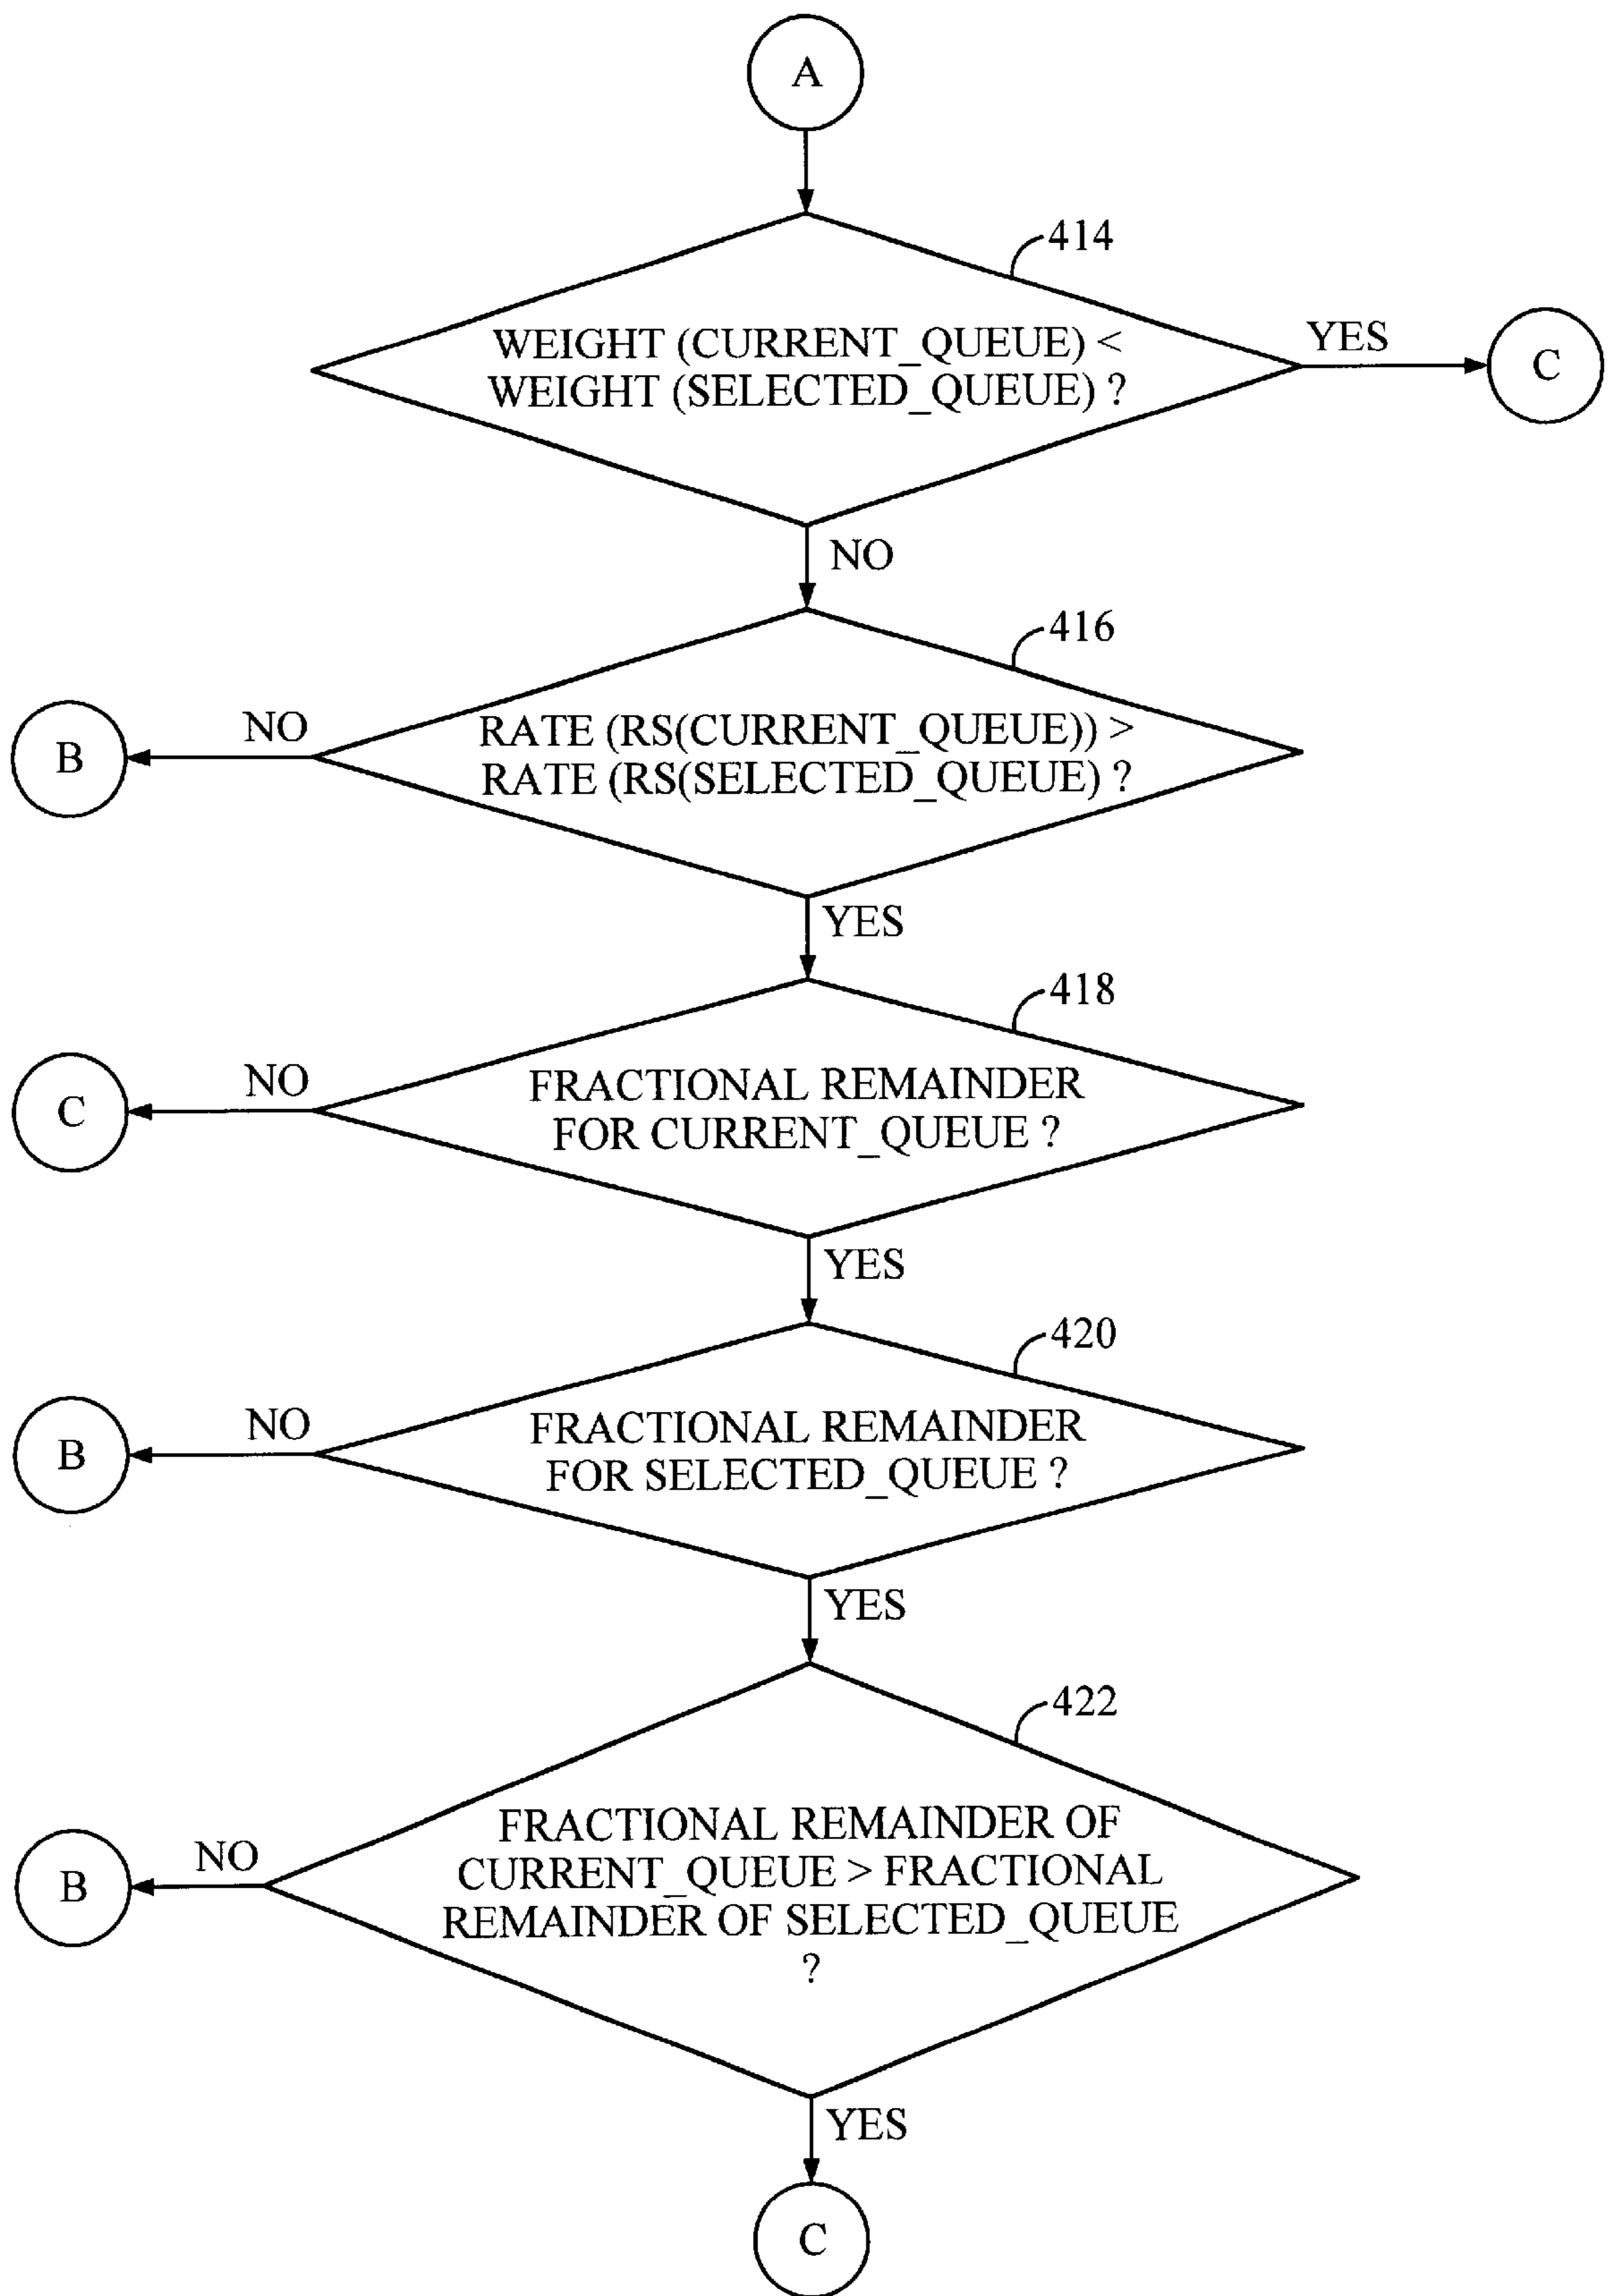 A
414
WEIGHT (CURRENT_QUEUE) <
WEIGHT (SELECTED_QUEUE) ?
YES
C
NO
416
RATE (RS(CURRENT_QUEUE)) >
RATE (RS(SELECTED_QUEUE) ?
NO
B
YES
418
FRACTIONAL REMAINDER
FOR CURRENT_QUEUE ?
NO
C
YES
420
FRACTIONAL REMAINDER
FOR SELECTED_QUEUE ?
NO
B
YES
422
FRACTIONAL REMAINDER OF
CURRENT_QUEUE > FRACTIONAL
REMAINDER OF SELECTED_QUEUE
?
NO
B
YES
C